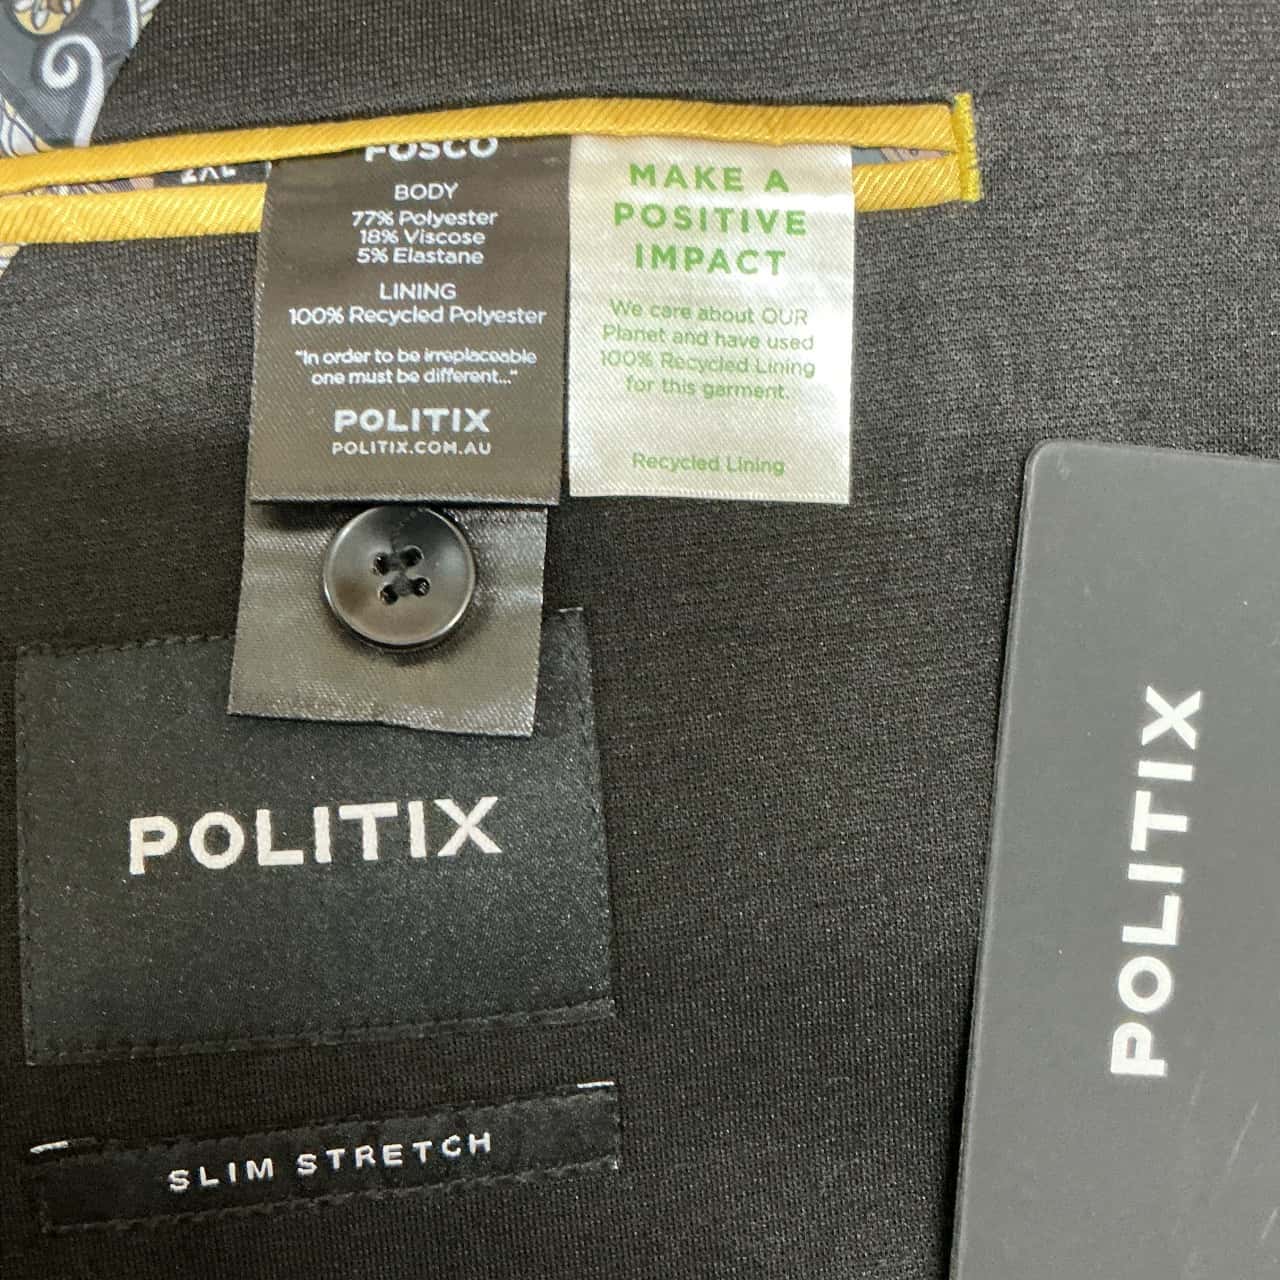 FOSCO
2XL
BODY
77% Polyester
18% Viscose
5% Elastane
LINING
100% Recycled Polyester
"In order to be irreplaceable
one must be different..."
POLITIX
POLITIX.COM.AU
MAKE A
POSITIVE
IMPACT
We care about OUR
Planet and have used
100% Recycled Lining
for this garment.
Recycled Lining
POLITIX
SLIM STRETCH
POLITIX